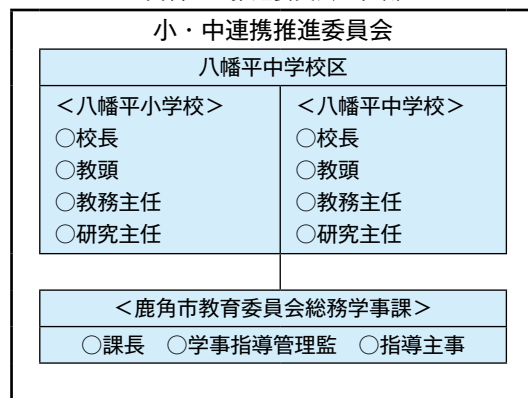 小・中連携推進委員会
八幡平中学校区
＜八幡平小学校＞
○校長
○教頭
○教務主任
○研究主任
＜八幡平中学校＞
○校長
○教頭
○教務主任
○研究主任
＜鹿角市教育委員会総務学事課＞
○課長　○学事指導管理監　○指導主事